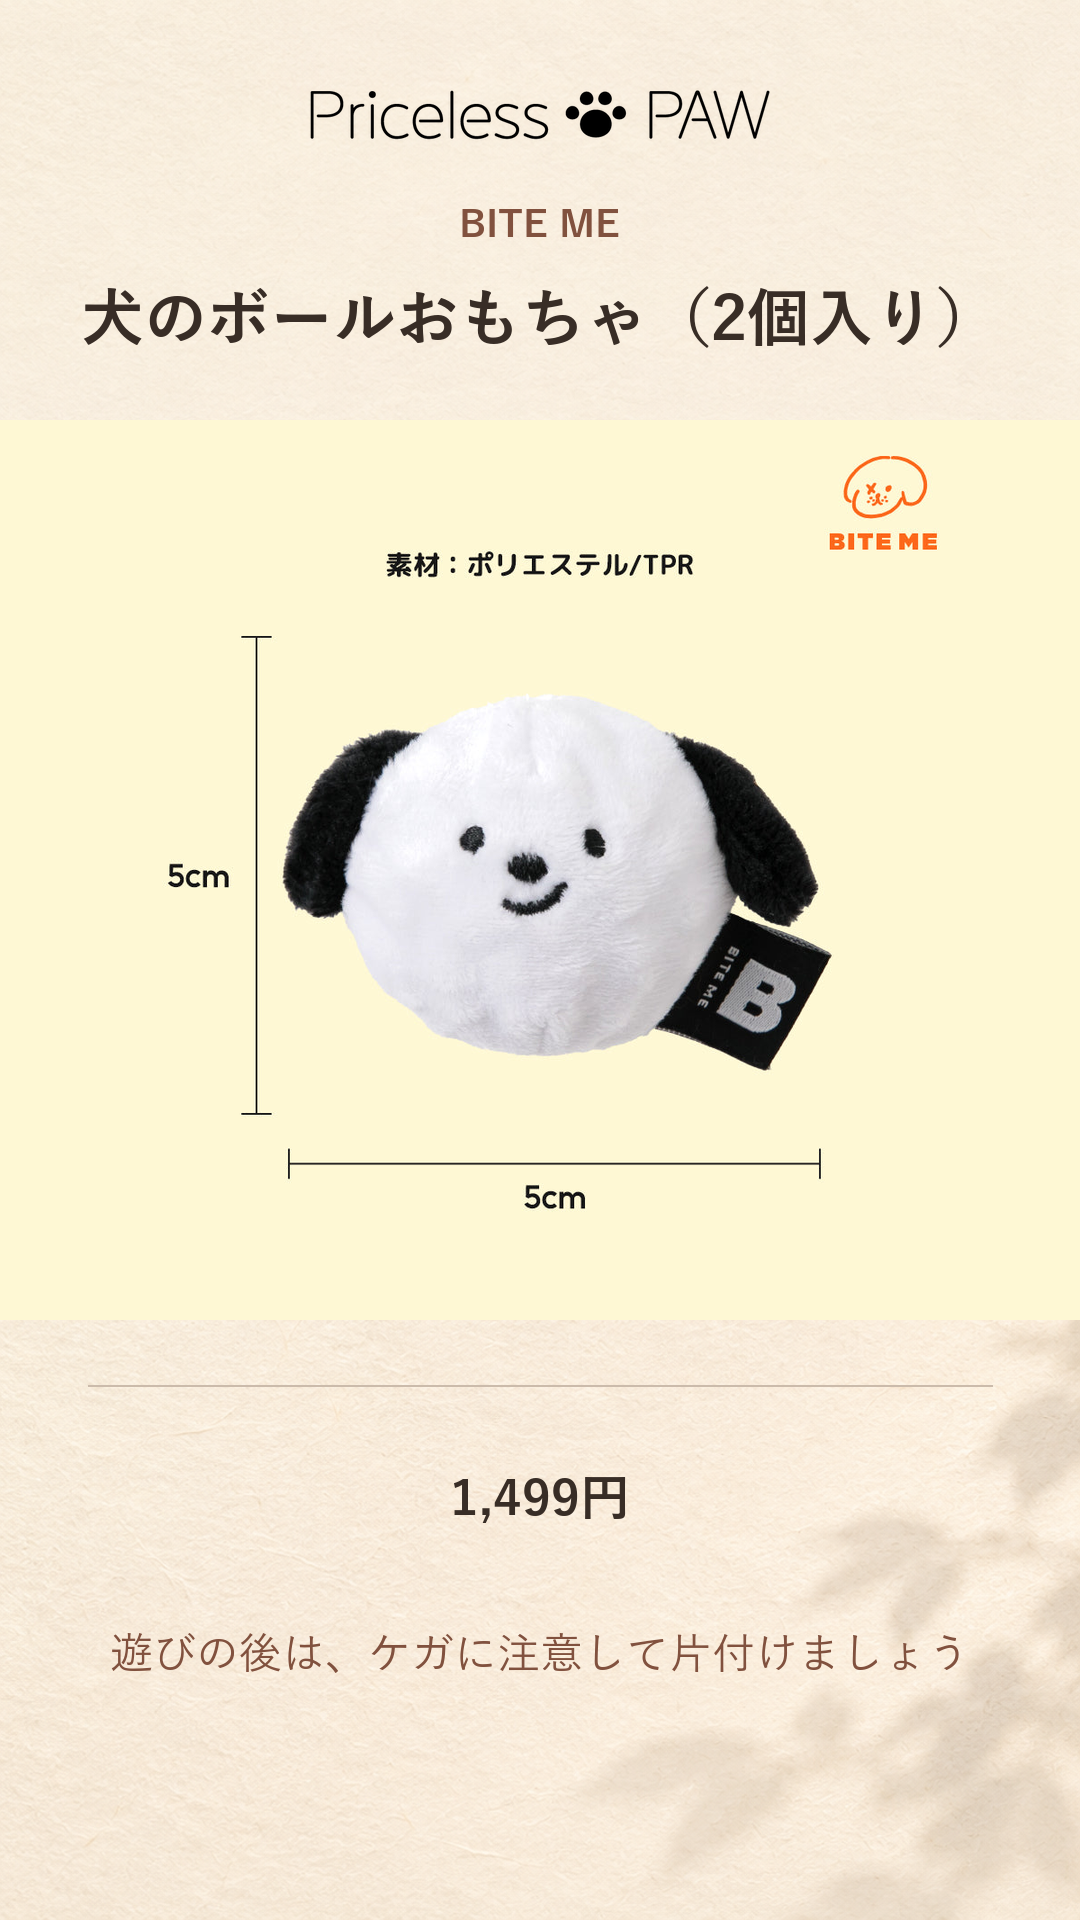 Priceless PAW
BITE ME
犬のボールおもちゃ（2個入り）
BITE ME
素材：ポリエステル/TPR
5cm
BITE ME
B
5cm
1,499円
遊びの後は、ケガに注意して片付けましょう